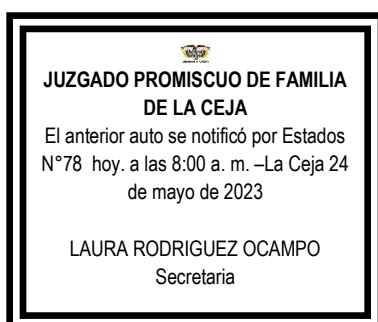 JUZGADO PROMISCUO DE FAMILIA
DE LA CEJA
El anterior auto se notificó por Estados
N°78 hoy. a las 8:00 a. m. –La Ceja 24
de mayo de 2023
LAURA RODRIGUEZ OCAMPO
Secretaria